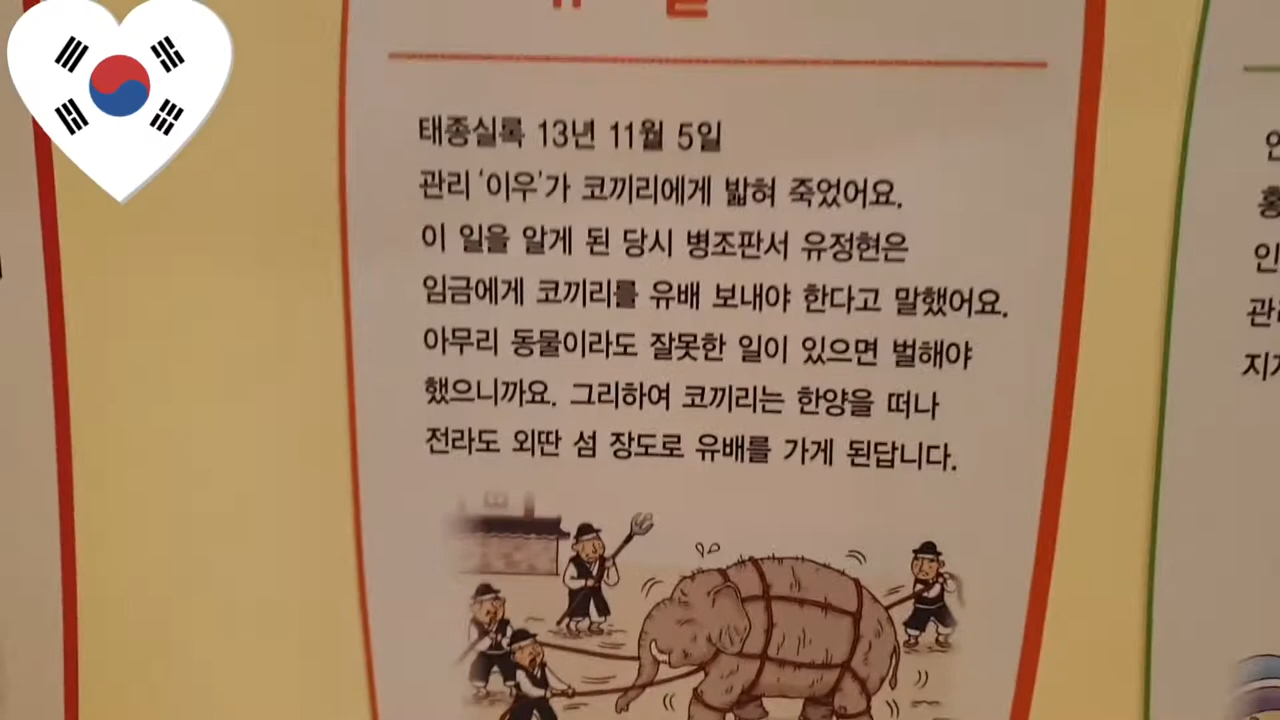 태종실록 13년 11월 5일
관리 '이우'가 코끼리에게 밟혀 죽었어요.
이 일을 알게 된 당시 병조판서 유정현은
임금에게 코끼리를 유배 보내야 한다고 말했어요.
아무리 동물이라도 잘못한 일이 있으면 벌해야
했으니까요. 그리하여 코끼리는 한양을 떠나
전라도 외딴 섬 장도로 유배를 가게 된답니다.